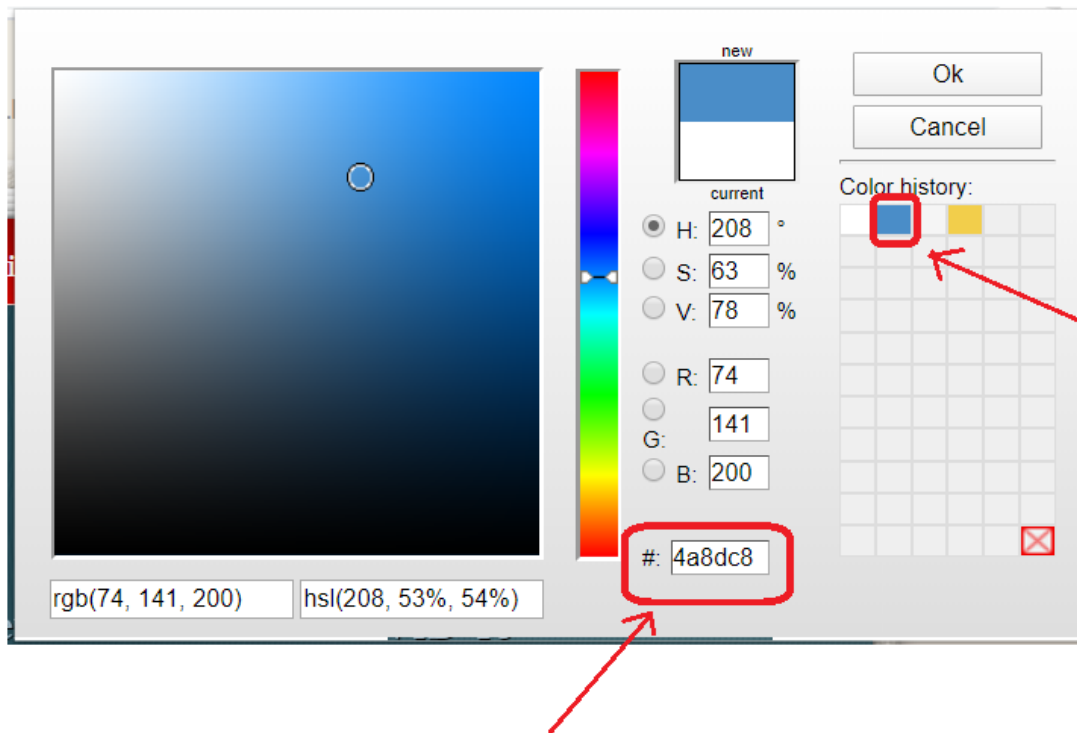 new
Ok
Cancel
current
Color history:
H: 208 °
S: 63 %
V: 78 %
R: 74
G: 141
B: 200
#: 4a8dc8
rgb(74, 141, 200)
hsl(208, 53%, 54%)